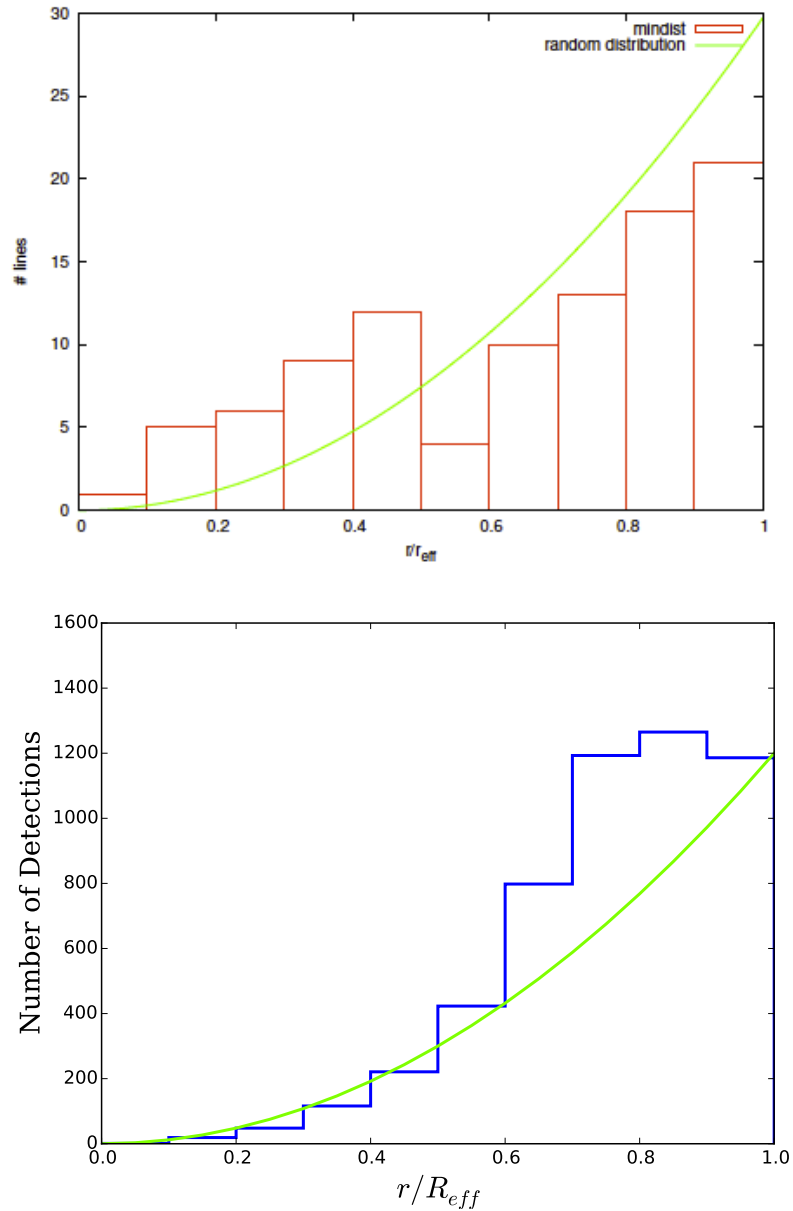 30
mindist
random distribution
25
20
15
10
5
0
# lines
0 0.2 0.4 0.6 0.8 1
r/r_eff
1600
1400
1200
1000
800
600
400
200
0
Number of Detections
0.0 0.2 0.4 0.6 0.8 1.0
r/R_eff